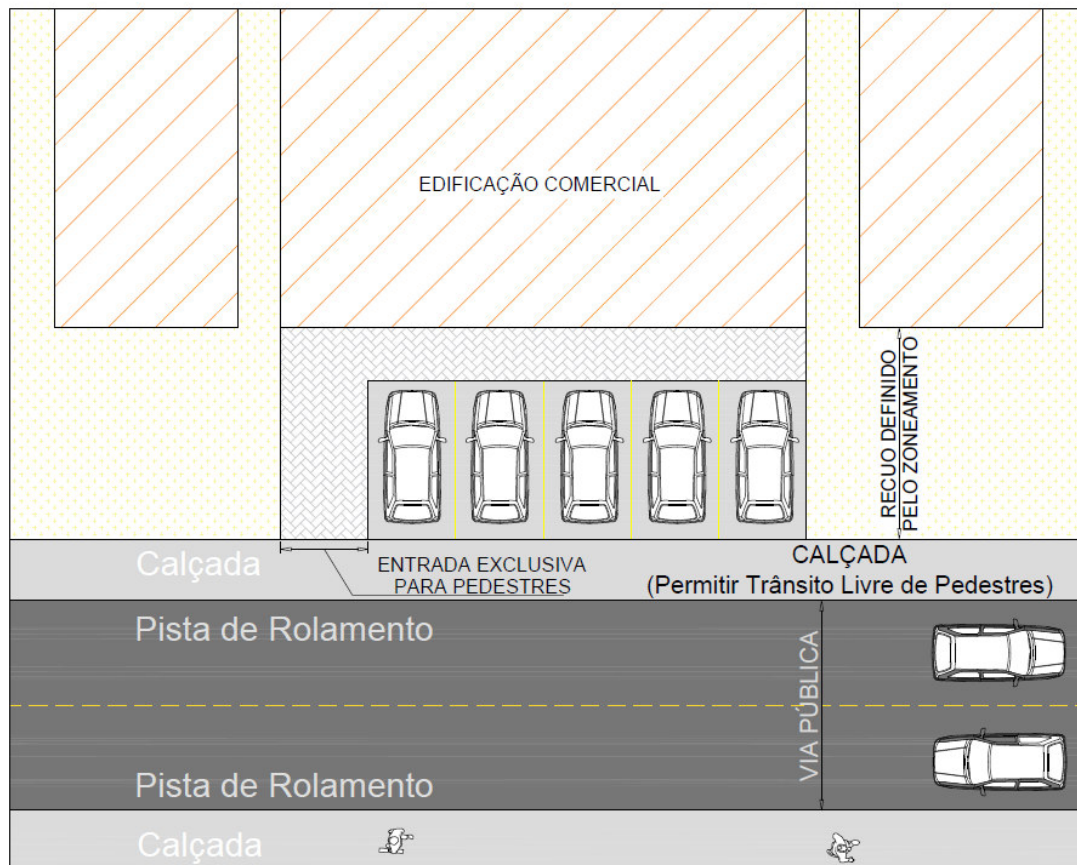 EDIFICAÇÃO COMERCIAL
RECUO DEFINIDO
PELO ZONEAMENTO
Calçada
ENTRADA EXCLUSIVA
PARA PEDESTRES
CALÇADA
(Permitir Trânsito Livre de Pedestres)
Pista de Rolamento
VIA PÚBLICA
Pista de Rolamento
Calçada